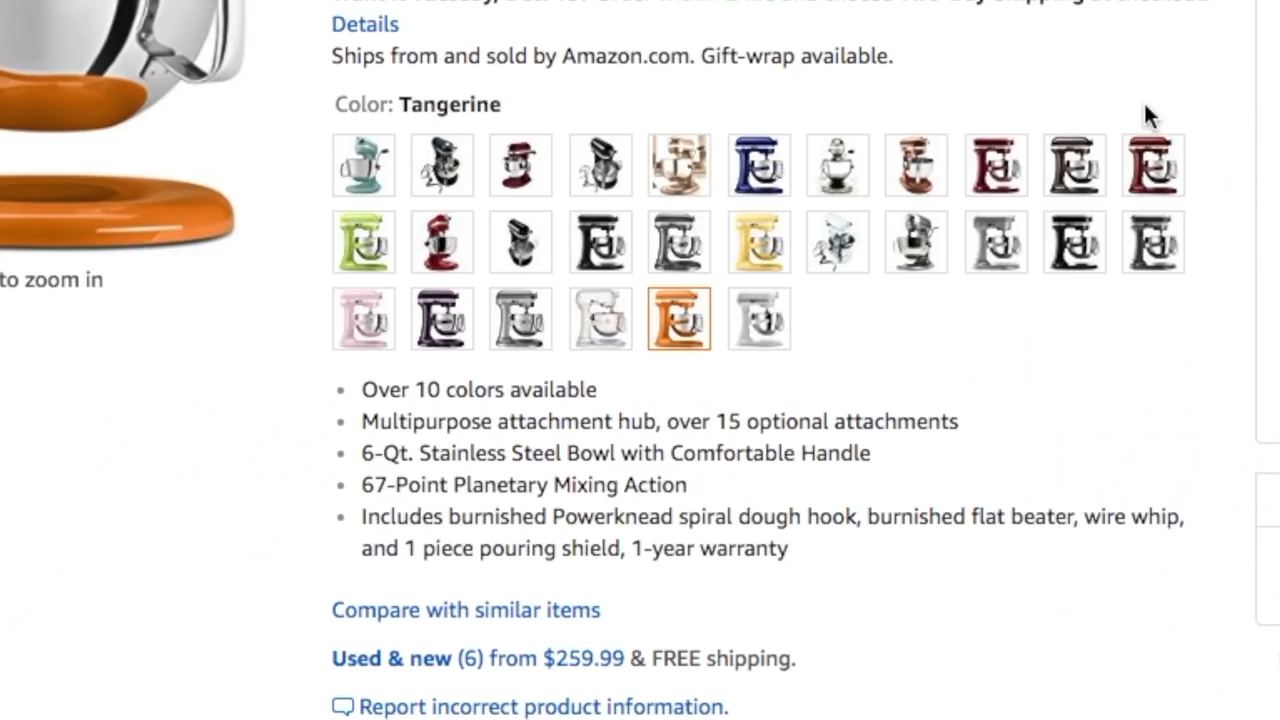 Details
Ships from and sold by Amazon.com. Gift-wrap available.
Color: Tangerine
to zoom in
Over 10 colors available
Multipurpose attachment hub, over 15 optional attachments
6-Qt. Stainless Steel Bowl with Comfortable Handle
67-Point Planetary Mixing Action
Includes burnished Powerknead spiral dough hook, burnished flat beater, wire whip,
and 1 piece pouring shield, 1-year warranty
Compare with similar items
Used & new (6) from $259.99 & FREE shipping.
Report incorrect product information.